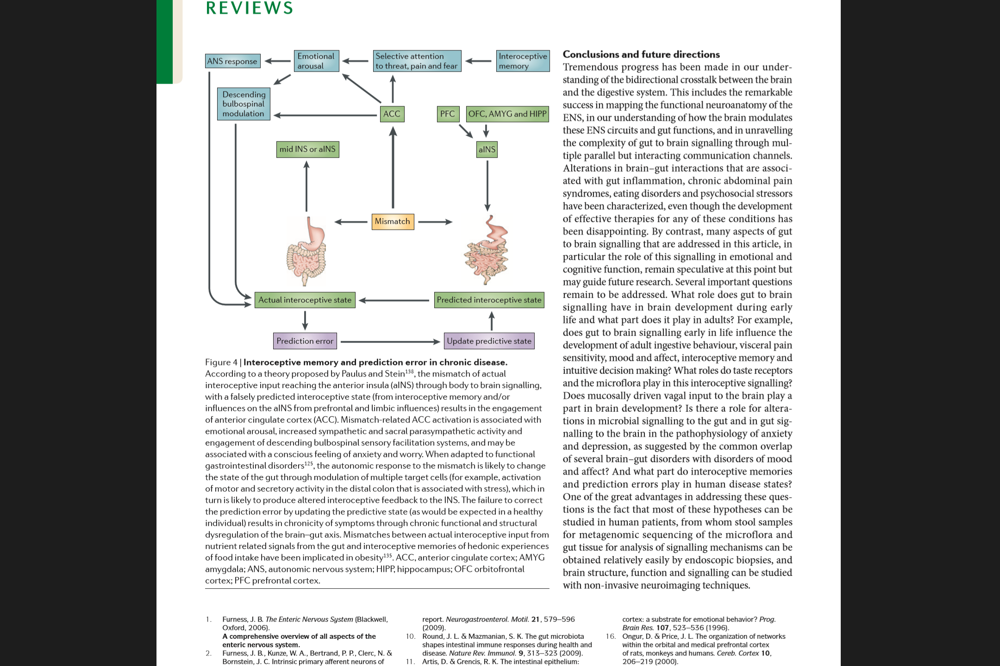 REVIEWS
ANS response
Emotional
arousal
Selective attention
to threat, pain and fear
Interoceptive
memory
Descending
bulbospinal
modulation
ACC
PFC
OFC, AMYG and HIPP
mid INS or aINS
aINS
Mismatch
Actual interoceptive state
Predicted interoceptive state
Prediction error
Update predictive state
Figure 4 | Interoceptive memory and prediction error in chronic disease.
According to a theory proposed by Paulus and Stein138, the mismatch of actual
interoceptive input reaching the anterior insula (aINS) through body to brain signalling,
with a falsely predicted interoceptive state (from interoceptive memory and/or
influences on the aINS from prefrontal and limbic influences) results in the engagement
of anterior cingulate cortex (ACC). Mismatch-related ACC activation is associated with
emotional arousal, increased sympathetic and sacral parasympathetic activity and
engagement of descending bulbospinal sensory facilitation systems, and may be
associated with a conscious feeling of anxiety and worry. When adapted to functional
gastrointestinal disorders125, the autonomic response to the mismatch is likely to change
the state of the gut through modulation of multiple target cells (for example, activation
of motor and secretory activity in the distal colon that is associated with stress), which in
turn is likely to produce altered interoceptive feedback to the INS. The failure to correct
the prediction error by updating the predictive state (as would be expected in a healthy
individual) results in chronicity of symptoms through chronic functional and structural
dysregulation of the brain–gut axis. Mismatches between actual interoceptive input from
nutrient related signals from the gut and interoceptive memories of hedonic experiences
of food intake have been implicated in obesity135. ACC, anterior cingulate cortex; AMYG
amygdala; ANS, autonomic nervous system; HIPP, hippocampus; OFC orbitofrontal
cortex; PFC prefrontal cortex.
Conclusions and future directions
Tremendous progress has been made in our under-
standing of the bidirectional crosstalk between the brain
and the digestive system. This includes the remarkable
success in mapping the functional neuroanatomy of the
ENS, in our understanding of how the brain modulates
these ENS circuits and gut functions, and in unravelling
the complexity of gut to brain signalling through mul-
tiple parallel but interacting communication channels.
Alterations in brain–gut interactions that are associ-
ated with gut inflammation, chronic abdominal pain
syndromes, eating disorders and psychosocial stressors
have been characterized, even though the development
of effective therapies for any of these conditions has
been disappointing. By contrast, many aspects of gut
to brain signalling that are addressed in this article, in
particular the role of this signalling in emotional and
cognitive function, remain speculative at this point but
may guide future research. Several important questions
remain to be addressed. What role does gut to brain
signalling have in brain development during early
life and what part does it play in adults? For example,
does gut to brain signalling early in life influence the
development of adult ingestive behaviour, visceral pain
sensitivity, mood and affect, interoceptive memory and
intuitive decision making? What roles do taste receptors
and the microflora play in this interoceptive signalling?
Does mucosally driven vagal input to the brain play a
part in brain development? Is there a role for altera-
tions in microbial signalling to the gut and in gut sig-
nalling to the brain in the pathophysiology of anxiety
and depression, as suggested by the common overlap
of several brain–gut disorders with disorders of mood
and affect? And what part do interoceptive memories
and prediction errors play in human disease states?
One of the great advantages in addressing these ques-
tions is the fact that most of these hypotheses can be
studied in human patients, from whom stool samples
for metagenomic sequencing of the microflora and
gut tissue for analysis of signalling mechanisms can be
obtained relatively easily by endoscopic biopsies, and
brain structure, function and signalling can be studied
with non-invasive neuroimaging techniques.
1. Furness, J. B. The Enteric Nervous System (Blackwell,
Oxford, 2006).
A comprehensive overview of all aspects of the
enteric nervous system.
2. Furness, J. B., Kunze, W. A., Bertrand, P. P., Clerc, N. &
Bornstein, J. C. Intrinsic primary afferent neurons of
report. Neurogastroenterol. Motil. 21, 579–596
(2009).
10. Round, J. L. & Mazmanian, S. K. The gut microbiota
shapes intestinal immune responses during health and
disease. Nature Rev. Immunol. 9, 313–323 (2009).
11. Artis, D. & Grencis, R. K. The intestinal epithelium:
cortex: a substrate for emotional behavior? Prog.
Brain Res. 107, 523–536 (1996).
16. Ongur, D. & Price, J. L. The organization of networks
within the orbital and medial prefrontal cortex
of rats, monkeys and humans. Cereb. Cortex 10,
206–219 (2000).